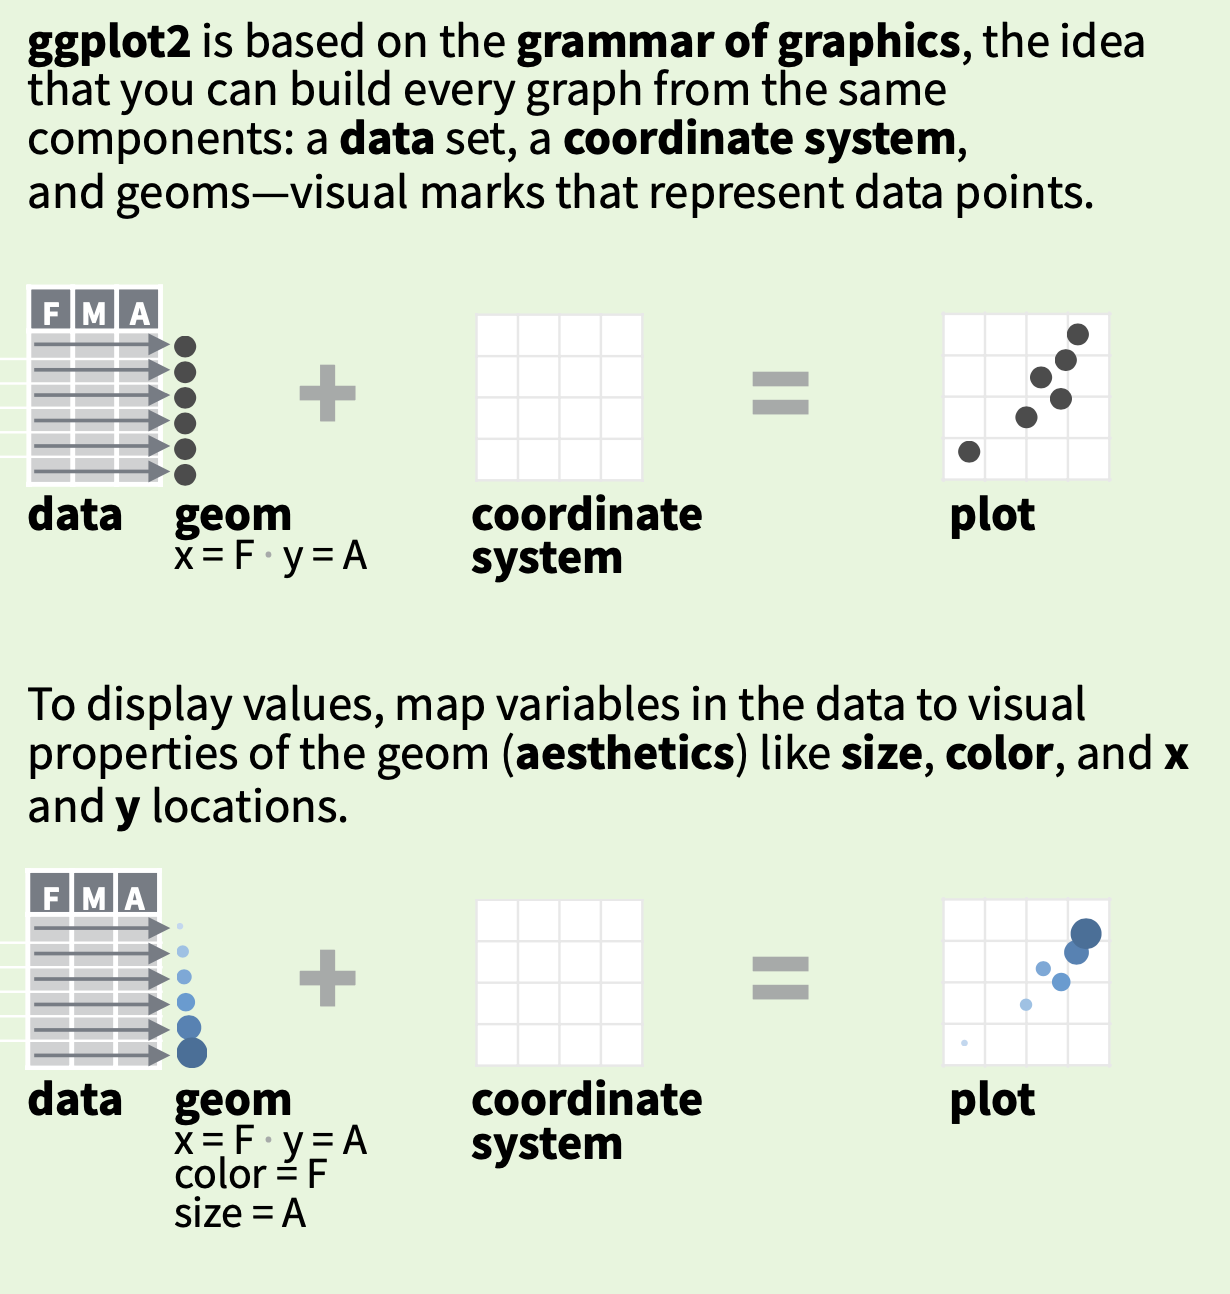 ggplot2 is based on the grammar of graphics, the idea
that you can build every graph from the same
components: a data set, a coordinate system,
and geoms—visual marks that represent data points.
F M A
data
geom
x = F · y = A
coordinate
system
plot
To display values, map variables in the data to visual
properties of the geom (aesthetics) like size, color, and x
and y locations.
F M A
data
geom
x = F · y = A
color = F
size = A
coordinate
system
plot